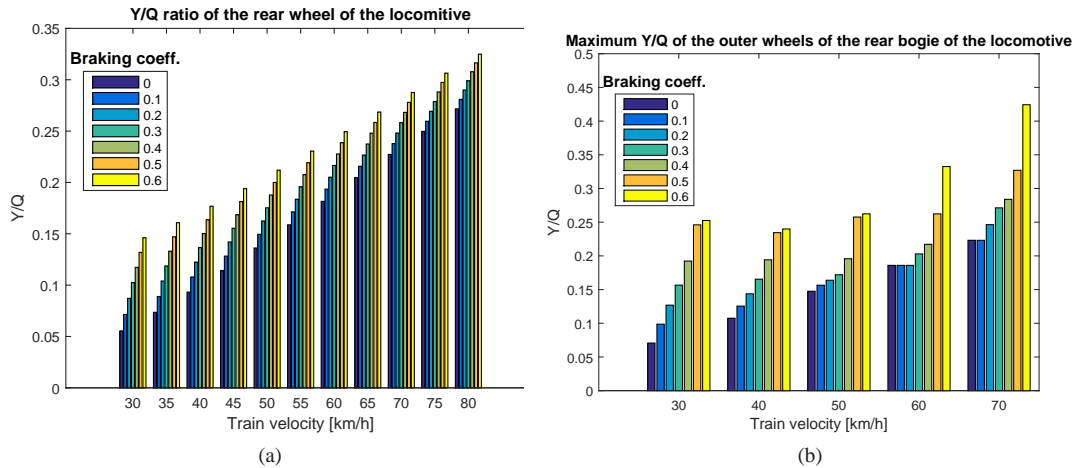 Y/Q ratio of the rear wheel of the locomitive
0.35
0.3
0.25
0.2
0.15
0.1
0.05
0
Y/Q
Braking coeff.
0
0.1
0.2
0.3
0.4
0.5
0.6
30 35 40 45 50 55 60 65 70 75 80
Train velocity [km/h]
(a)
Maximum Y/Q of the outer wheels of the rear bogie of the locomotive
0.5
0.45
0.4
0.35
0.3
0.25
0.2
0.15
0.1
0.05
0
Y/Q
Braking coeff.
0
0.1
0.2
0.3
0.4
0.5
0.6
30 40 50 60 70
Train velocity [km/h]
(b)